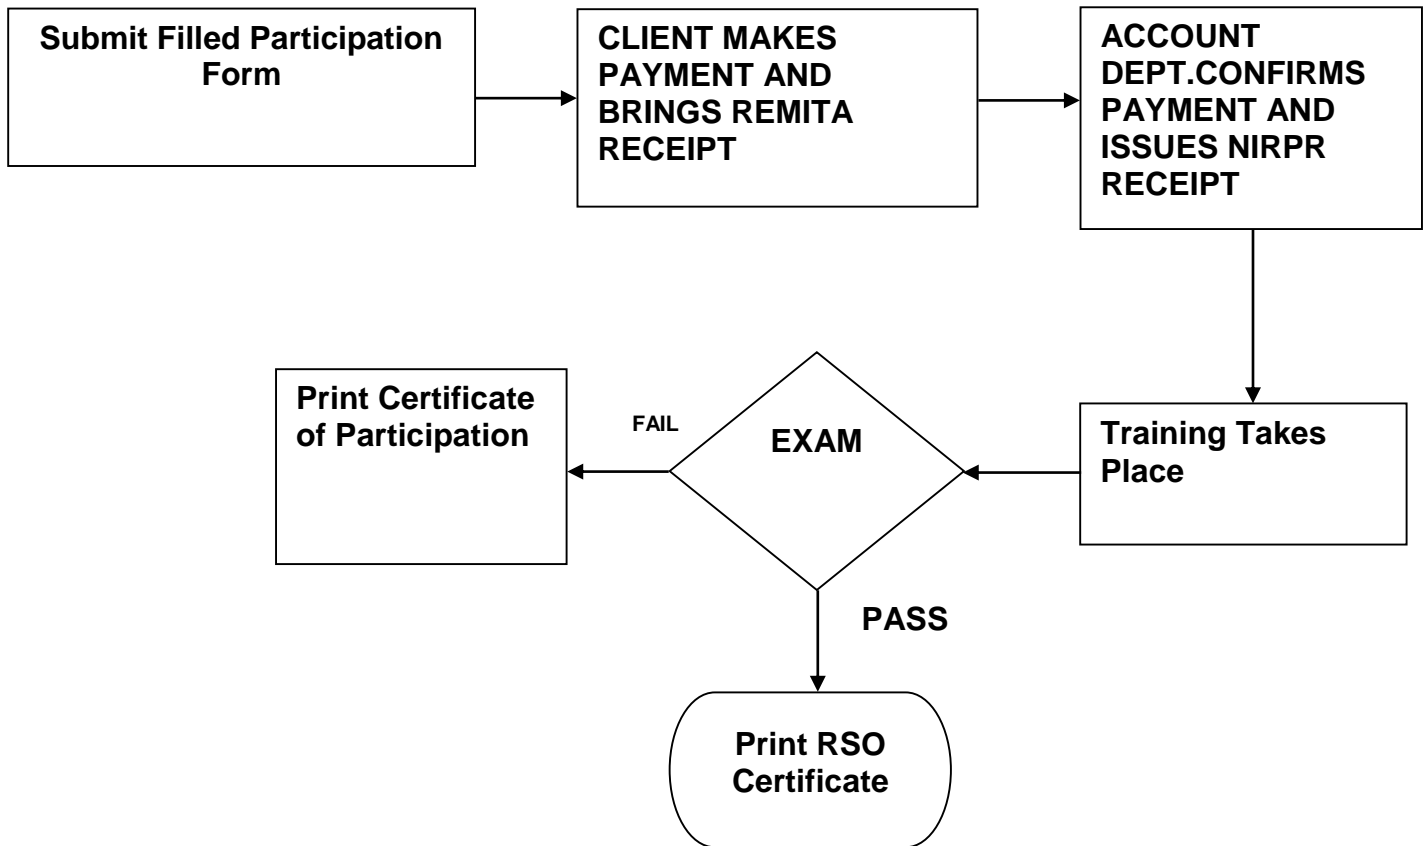 Submit Filled Participation
Form
CLIENT MAKES
PAYMENT AND
BRINGS REMITA
RECEIPT
ACCOUNT
DEPT.CONFIRMS
PAYMENT AND
ISSUES NIRPR
RECEIPT
Training Takes
Place
EXAM
FAIL
Print Certificate
of Participation
PASS
Print RSO
Certificate